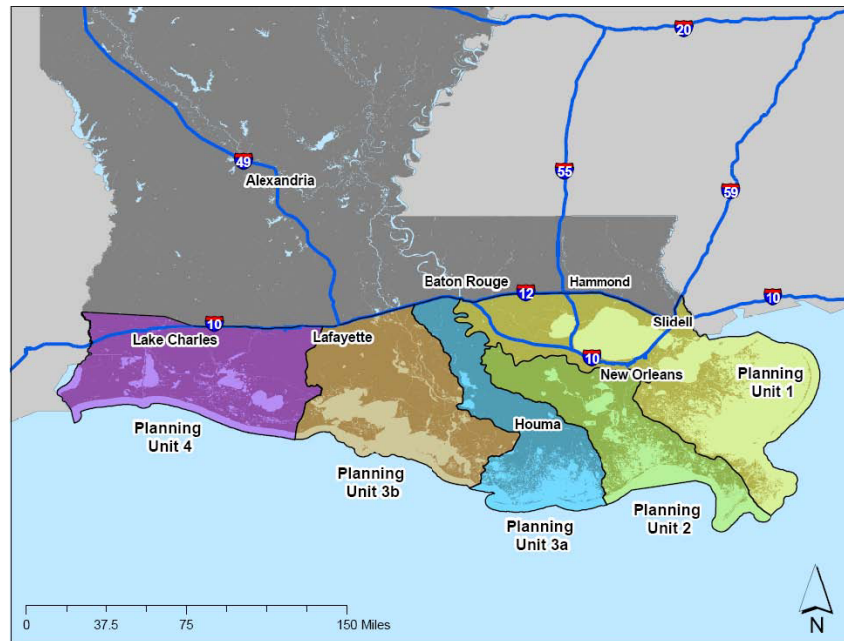 20
49
Alexandria
55
59
Baton Rouge
Hammond
12
10
10
Slidell
Lake Charles
Lafayette
10
New Orleans
Planning
Unit 1
Houma
Planning
Unit 4
Planning
Unit 3b
Planning
Unit 2
Planning
Unit 3a
0
37.5
75
150 Miles
N